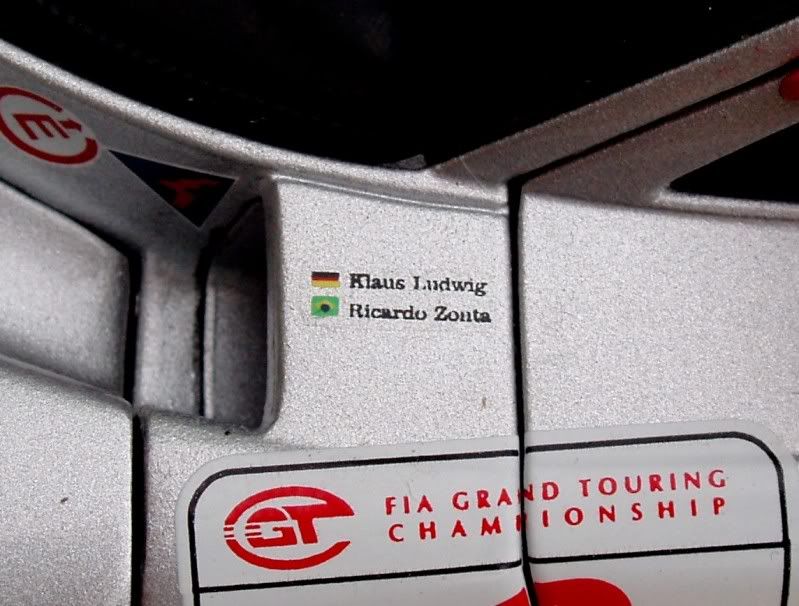 Klaus Ludwig
Ricardo Zonta
GT FIA GRAND TOURING
CHAMPIONSHIP